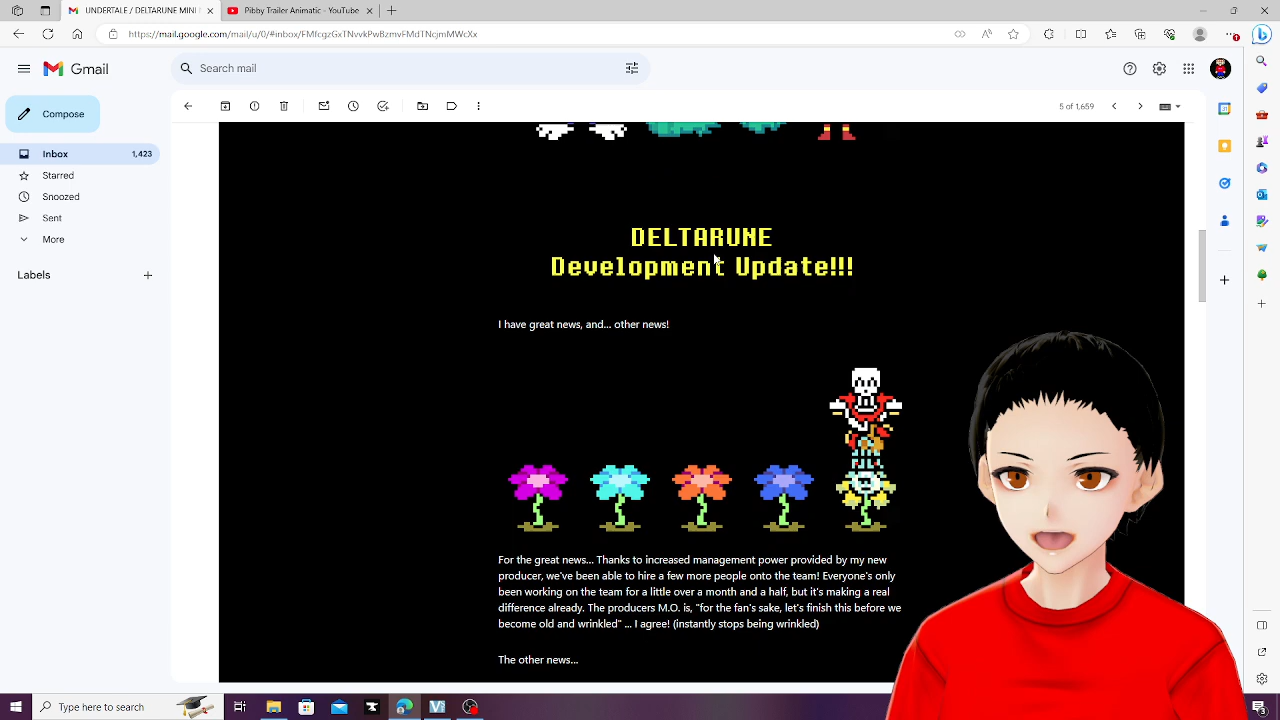 UNDERTALE / DELTARUNE MINI
Pibby Trailer Animatic - YouTube
https://mail.google.com/mail/u/0/#inbox/FMfcgzGxTNvvkPwBzmvFMdTNcjmMWcXx
Gmail
Search mail
Compose
5 of 1,659
Inbox 1,423
Starred
Snoozed
Sent
More
Labels
DELTARUNE
Development Update!!!
I have great news, and... other news!
For the great news... Thanks to increased management power provided by my new
producer, we've been able to hire a few more people onto the team! Everyone's only
been working on the team for a little over a month and a half, but it's making a real
difference already. The producers M.O. is, "for the fan's sake, let's finish this before we
become old and wrinkled" ... I agree! (instantly stops being wrinkled)
The other news...
Type here to search